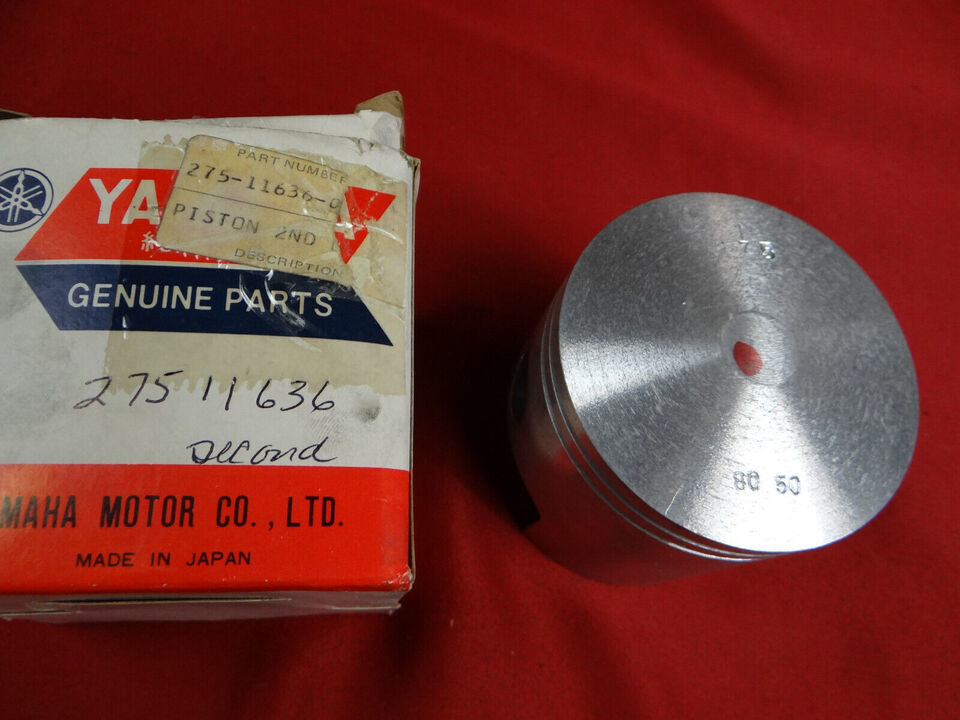 PART NUMBER
275-11636-0
PISTON 2ND
DESCRIPTION
YA
GENUINE PARTS
275 11636
second
MAHA MOTOR CO., LTD.
MADE IN JAPAN
80 50